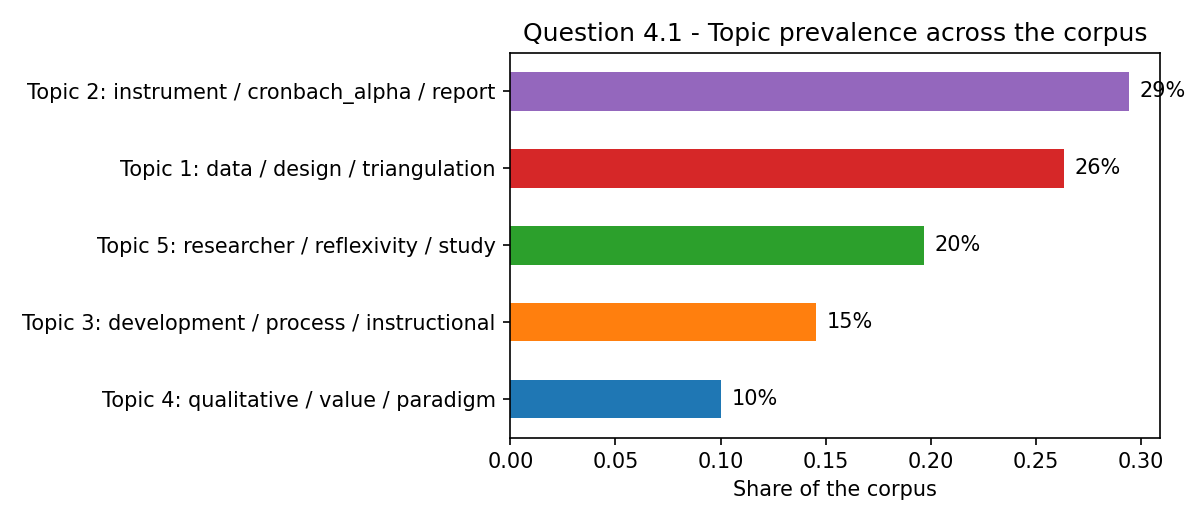 Question 4.1 - Topic prevalence across the corpus
Topic 2: instrument / cronbach_alpha / report 29%
Topic 1: data / design / triangulation 26%
Topic 5: researcher / reflexivity / study 20%
Topic 3: development / process / instructional 15%
Topic 4: qualitative / value / paradigm 10%
0.00 0.05 0.10 0.15 0.20 0.25 0.30
Share of the corpus